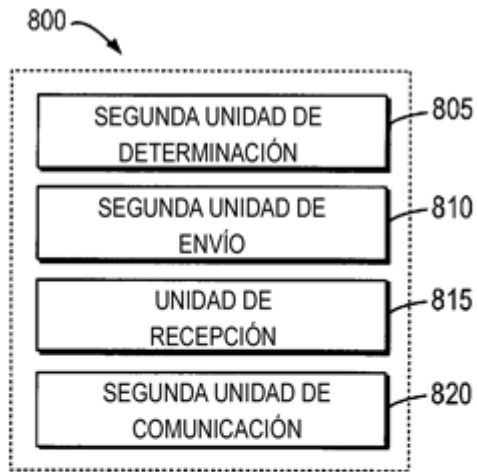 800
SEGUNDA UNIDAD DE
DETERMINACIÓN
805
SEGUNDA UNIDAD DE
ENVÍO
810
UNIDAD DE
RECEPCIÓN
815
SEGUNDA UNIDAD DE
COMUNICACIÓN
820